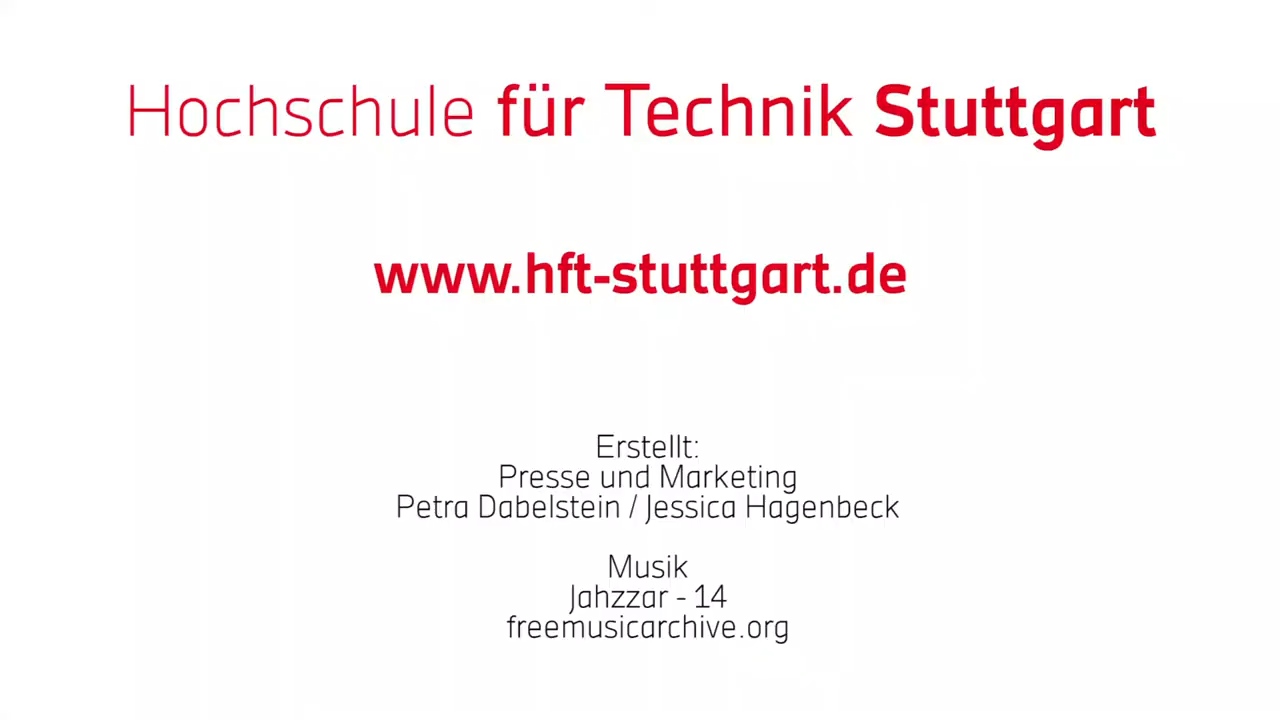 Hochschule für Technik Stuttgart
www.hft-stuttgart.de
Erstellt:
Presse und Marketing
Petra Dabelstein / Jessica Hagenbeck
Musik
Jahzzar - 14
freemusicarchive.org